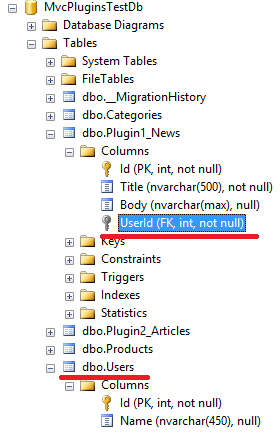 MvcPluginsTestDb
Database Diagrams
Tables
System Tables
FileTables
dbo.__MigrationHistory
dbo.Categories
dbo.Plugin1_News
Columns
Id (PK, int, not null)
Title (nvarchar(500), not null)
Body (nvarchar(max), null)
UserId (FK, int, not null)
Keys
Constraints
Triggers
Indexes
Statistics
dbo.Plugin2_Articles
dbo.Products
dbo.Users
Columns
Id (PK, int, not null)
Name (nvarchar(450), null)